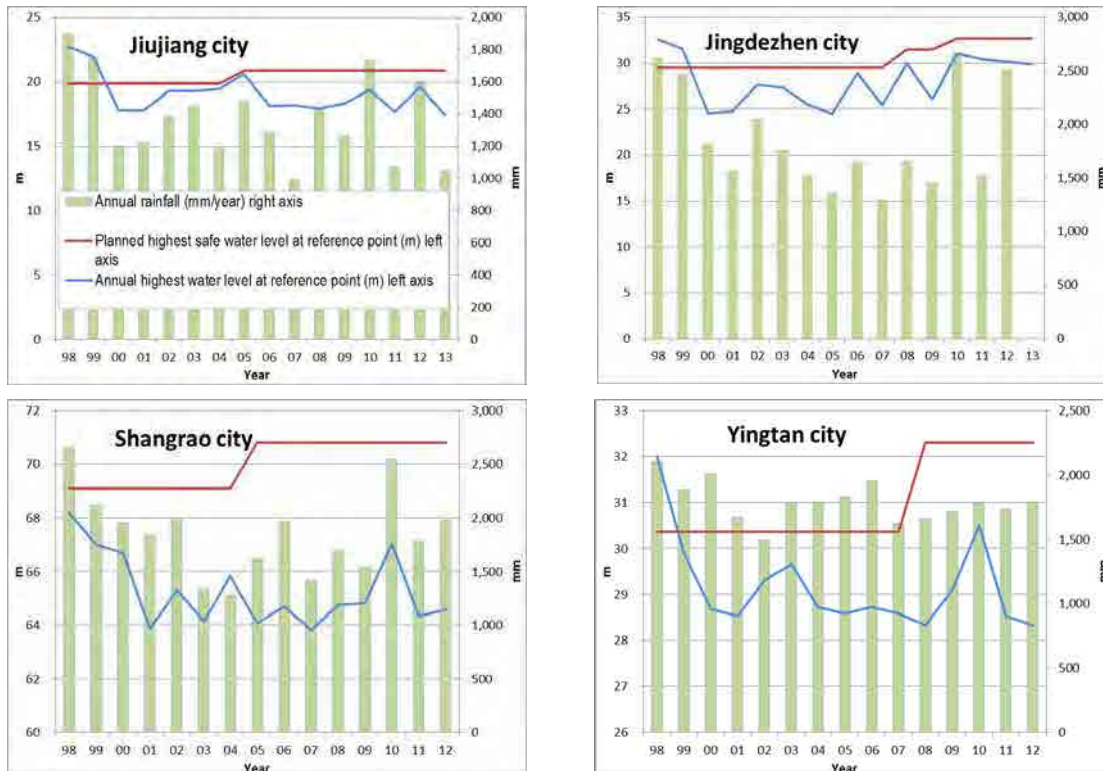 Jiujiang city
25
20
15
10
5
0
m
2,000
1,800
1,600
1,400
1,200
1,000
800
600
400
200
0
mm
Annual rainfall (mm/year) right axis
Planned highest safe water level at reference point (m) left
axis
Annual highest water level at reference point (m) left axis
98 99 00 01 02 03 04 05 06 07 08 09 10 11 12 13
Year
Jingdezhen city
35
30
25
20
15
10
5
0
m
3,000
2,500
2,000
1,500
1,000
500
0
mm
98 99 00 01 02 03 04 05 06 07 08 09 10 11 12 13
Year
Shangrao city
72
70
68
66
64
62
60
m
3,000
2,500
2,000
1,500
1,000
500
0
mm
98 99 00 01 02 03 04 05 06 07 08 09 10 11 12
Year
Yingtan city
33
32
31
30
29
28
27
26
m
2,500
2,000
1,500
1,000
500
0
mm
98 99 00 01 02 03 04 05 06 07 08 09 10 11 12
Year